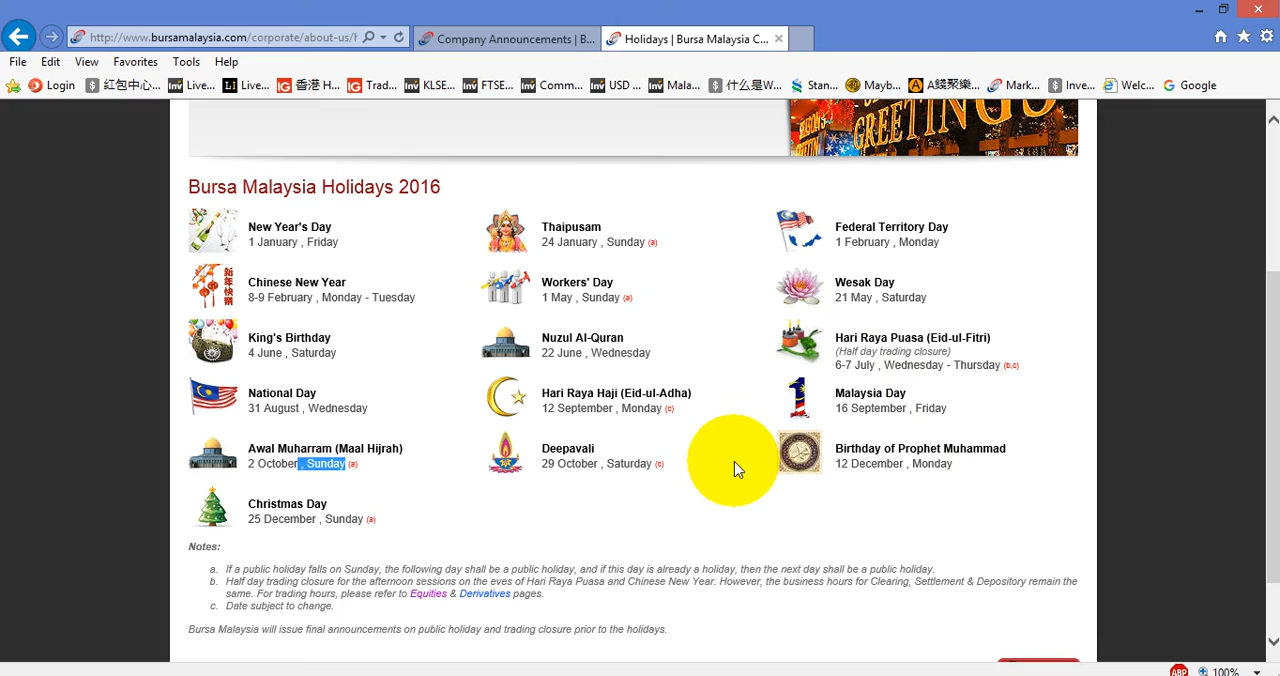 http://www.bursamalaysia.com/corporate/about-us/h
Company Announcements | B...
Holidays | Bursa Malaysia C...
File Edit View Favorites Tools Help
Login
红包中心...
Live...
Live...
香港 H...
Trad...
KLSE...
FTSE...
Comm...
USD ...
Mala...
什么是W...
Stan...
Mayb...
A錢聚樂...
Mark...
Inve...
Welc...
Google
GREETINGS
Bursa Malaysia Holidays 2016
New Year's Day
1 January , Friday
Thaipusam
24 January , Sunday (a)
Federal Territory Day
1 February , Monday
Chinese New Year
8-9 February , Monday - Tuesday
Workers' Day
1 May , Sunday (a)
Wesak Day
21 May , Saturday
King's Birthday
4 June , Saturday
Nuzul Al-Quran
22 June , Wednesday
Hari Raya Puasa (Eid-ul-Fitri)
(Half day trading closure)
6-7 July , Wednesday - Thursday (b,c)
National Day
31 August , Wednesday
Hari Raya Haji (Eid-ul-Adha)
12 September , Monday (c)
Malaysia Day
16 September , Friday
Awal Muharram (Maal Hijrah)
2 October , Sunday (a)
Deepavali
29 October , Saturday (c)
Birthday of Prophet Muhammad
12 December , Monday
Christmas Day
25 December , Sunday (a)
Notes:
a. If a public holiday falls on Sunday, the following day shall be a public holiday, and if this day is already a holiday, then the next day shall be a public holiday.
b. Half day trading closure for the afternoon sessions on the eves of Hari Raya Puasa and Chinese New Year. However, the business hours for Clearing, Settlement & Depository remain the
same. For trading hours, please refer to Equities & Derivatives pages.
c. Date subject to change.
Bursa Malaysia will issue final announcements on public holiday and trading closure prior to the holidays.
ABP
100%